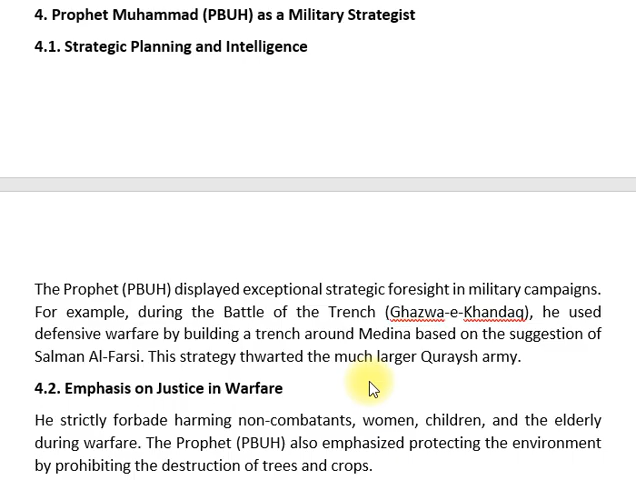 4. Prophet Muhammad (PBUH) as a Military Strategist
4.1. Strategic Planning and Intelligence
The Prophet (PBUH) displayed exceptional strategic foresight in military campaigns.
For example, during the Battle of the Trench (Ghazwa-e-Khandaq), he used
defensive warfare by building a trench around Medina based on the suggestion of
Salman Al-Farsi. This strategy thwarted the much larger Quraysh army.
4.2. Emphasis on Justice in Warfare
He strictly forbade harming non-combatants, women, children, and the elderly
during warfare. The Prophet (PBUH) also emphasized protecting the environment
by prohibiting the destruction of trees and crops.